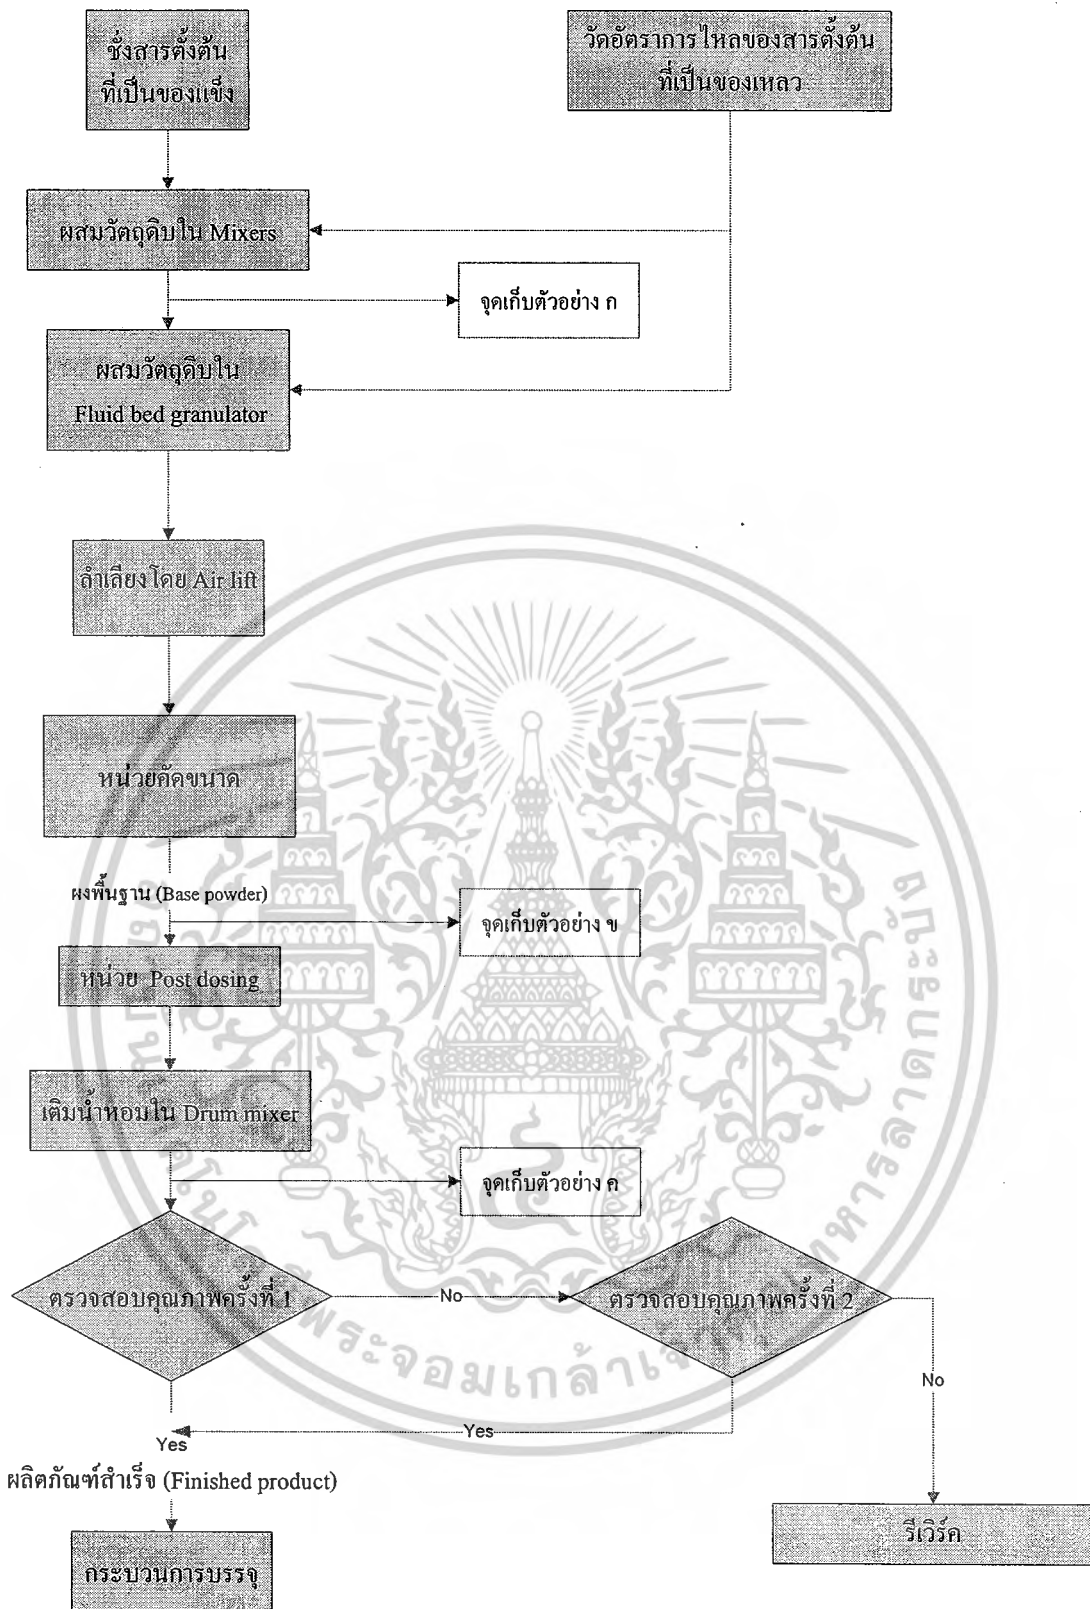 ชั่งสารตั้งต้น
ที่เป็นของแข็ง
วัดอัตราการไหลของสารตั้งต้น
ที่เป็นของเหลว
ผสมวัตถุดิบใน Mixers
จุดเก็บตัวอย่าง ก
ผสมวัตถุดิบใน
Fluid bed granulator
ลำเลียงโดย Air lift
หน่วยคัดขนาด
ผงพื้นฐาน (Base powder)
จุดเก็บตัวอย่าง ข
หน่วย Post dosing
เติมน้ำหอมใน Drum mixer
จุดเก็บตัวอย่าง ค
ตรวจสอบคุณภาพครั้งที่ 1
No
ตรวจสอบคุณภาพครั้งที่ 2
No
Yes
Yes
ผลิตภัณฑ์สำเร็จ (Finished product)
รีเวิร์ค
กระบวนการบรรจุ